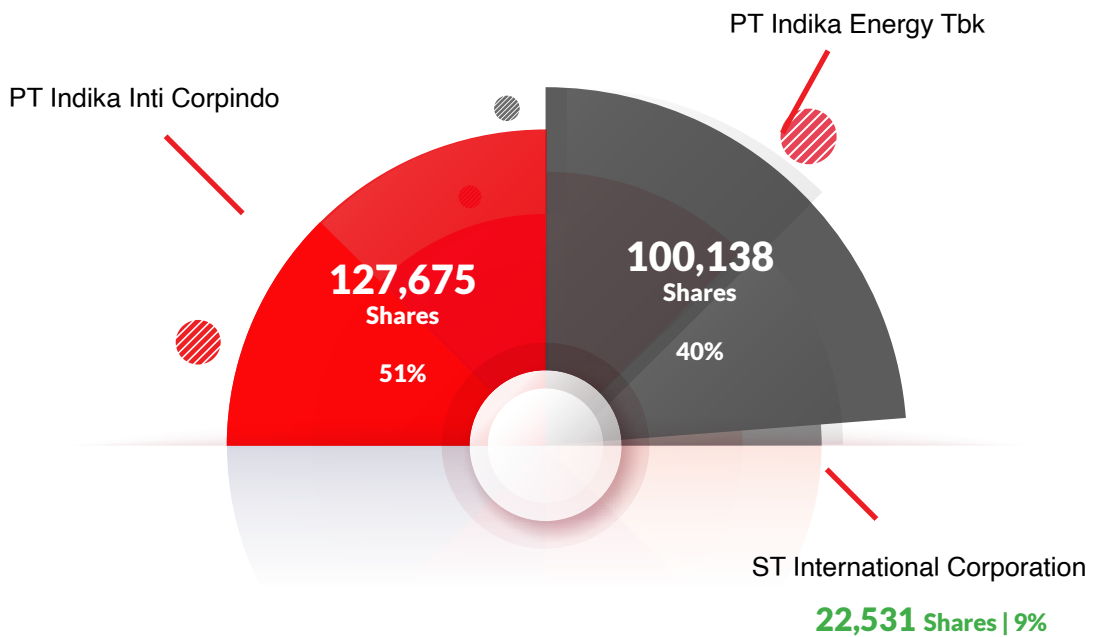 PT Indika Energy Tbk
PT Indika Inti Corpindo
127,675
Shares
51%
100,138
Shares
40%
ST International Corporation
22,531 Shares | 9%